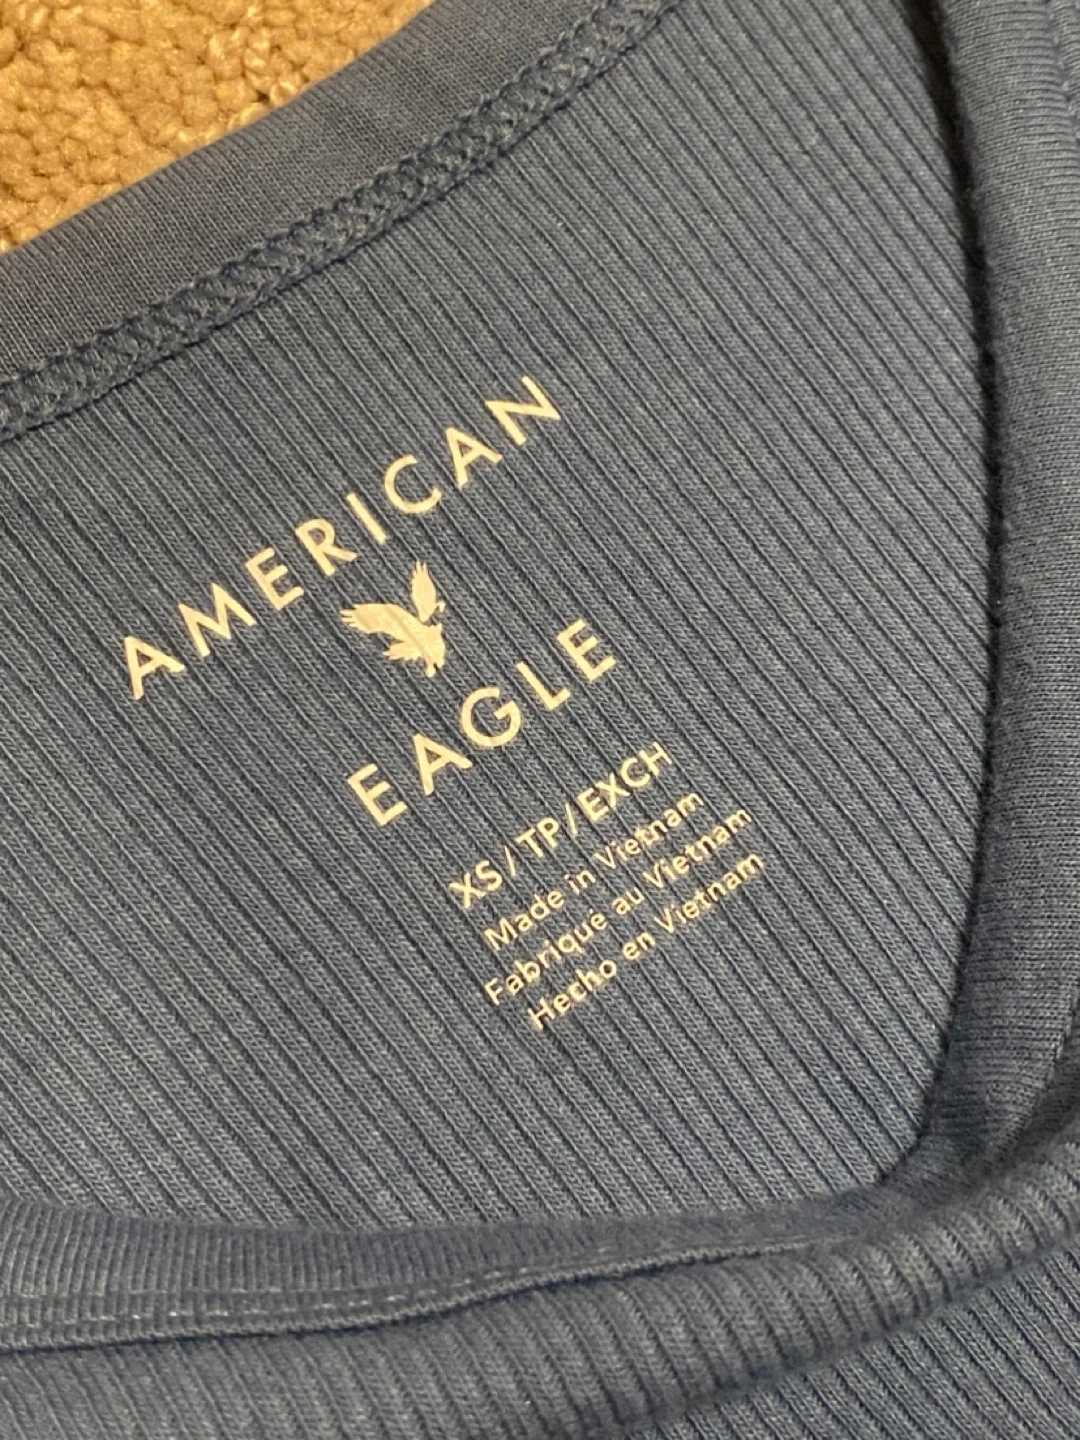 AMERICAN
EAGLE
XS/TP/EXCH
Made in Vietnam
Fabriqué au Vietnam
Hecho en Vietnam